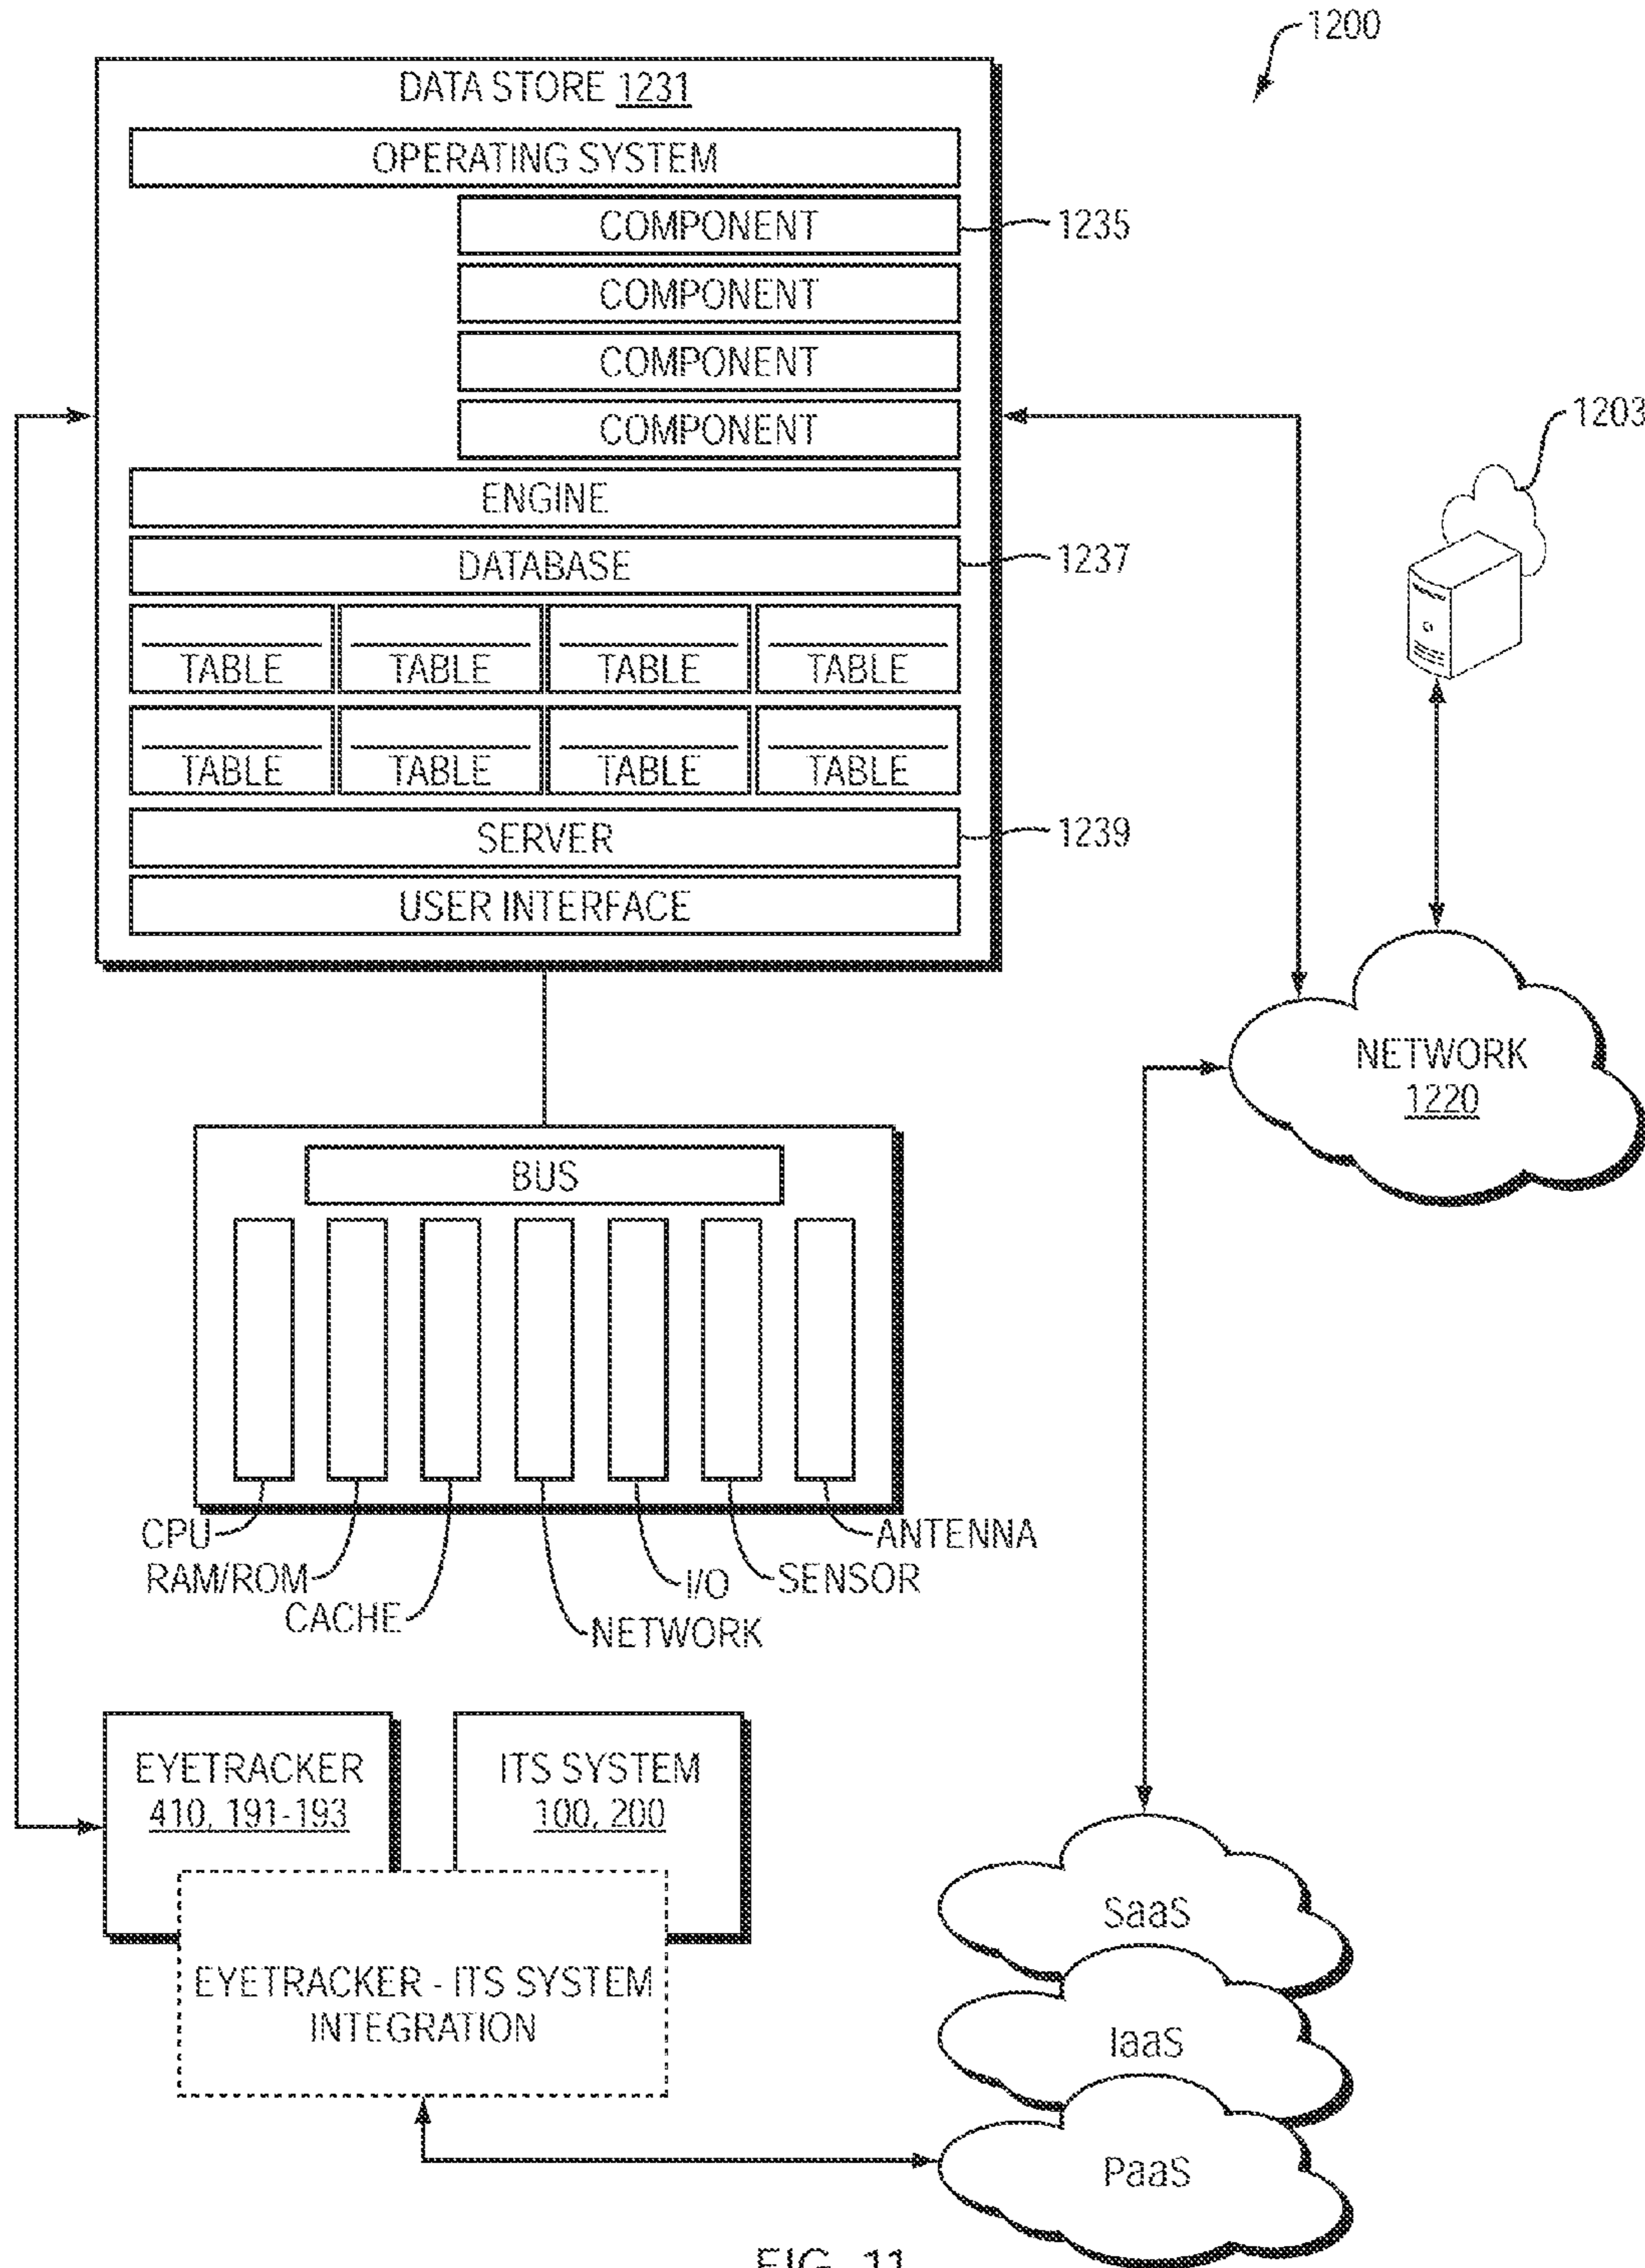 1200
DATA STORE 1231
OPERATING SYSTEM
COMPONENT
1235
COMPONENT
COMPONENT
COMPONENT
1203
ENGINE
DATABASE
1237
TABLE TABLE TABLE TABLE
TABLE TABLE TABLE TABLE
SERVER
1239
USER INTERFACE
NETWORK
1220
BUS
CPU
ANTENNA
RAM/ROM
I/O
SENSOR
CACHE
NETWORK
EYETRACKER
410, 191-193
ITS SYSTEM
100, 200
EYETRACKER - ITS SYSTEM
INTEGRATION
SaaS
IaaS
PaaS
FIG. 11